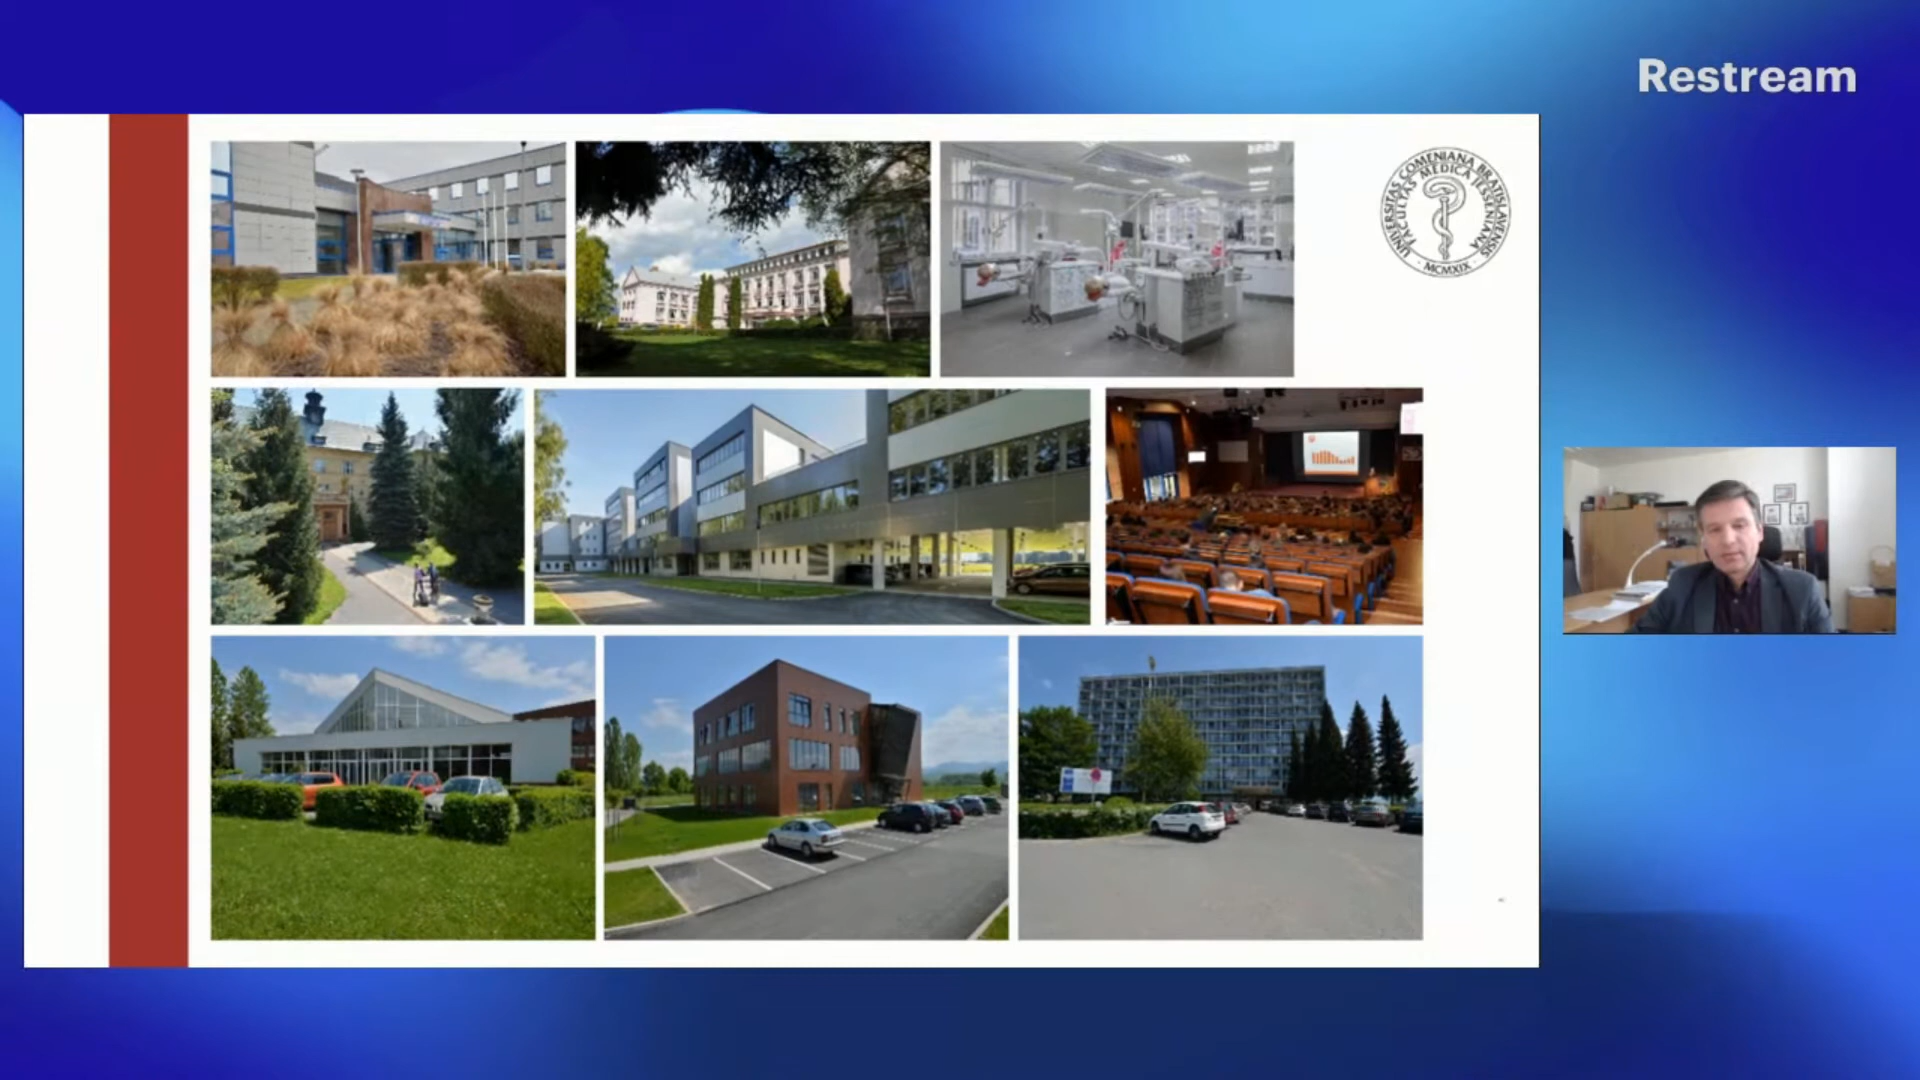 Restream
UNIVERSITAS COMENIANA BRATISLAVENSIS
FACULTAS MEDICA JESSENIANA
· MCMXIX ·